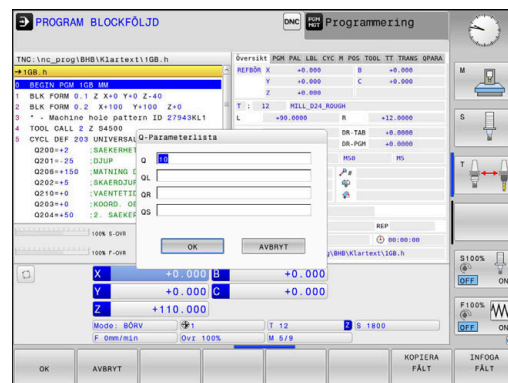 PROGRAM BLOCKFÖLJD
DNC
PGM MGT
Programmering
TNC:\nc_prog\BHB\Klartext\1GB.h
→1GB.h
0 BEGIN PGM 1GB MM
1 BLK FORM 0.1 Z X+0 Y+0 Z-40
2 BLK FORM 0.2 X+100 Y+100 Z+0
3 * - Machine hole pattern ID 27943KL1
4 TOOL CALL 2 Z S4500
5 CYCL DEF 203 UNIVERSAL
Q200=+2 ;SAEKERHET
Q201=-25 ;DJUP
Q206=+150 ;MATNING D
Q202=+5 ;SKAERDJUP
Q210=+0 ;VAENTETID
Q203=+0 ;KOORD. OE
Q204=+50 ;2. SAEKE
100% S-OVR
100% F-OVR
Översikt PGM PAL LBL CYC M POS TOOL TT TRANS QPARA
REFBÖR X +0.000 B +0.000
Y +0.000 C +0.000
Z +0.000
T : 12 MILL_D24_ROUGH
L +90.0000 R +12.0000
DR-TAB +0.0000
DR-PGM +0.0000
M50 M5
REP
00:00:00
g\BHB\Klartext\1GB.h
Q-Parameterlista
Q 10
QL
QR
QS
OK
AVBRYT
X +0.000 B +0.000
Y +0.000 C +0.000
Z +110.000
Mode: BÖRV 1 T 12 Z S 1800
F 0mm/min Ovr 100% M 5/9
M
S
T
S100%
OFF ON
F100%
OFF ON
OK
AVBRYT
KOPIERA FÄLT
INFOGA FÄLT